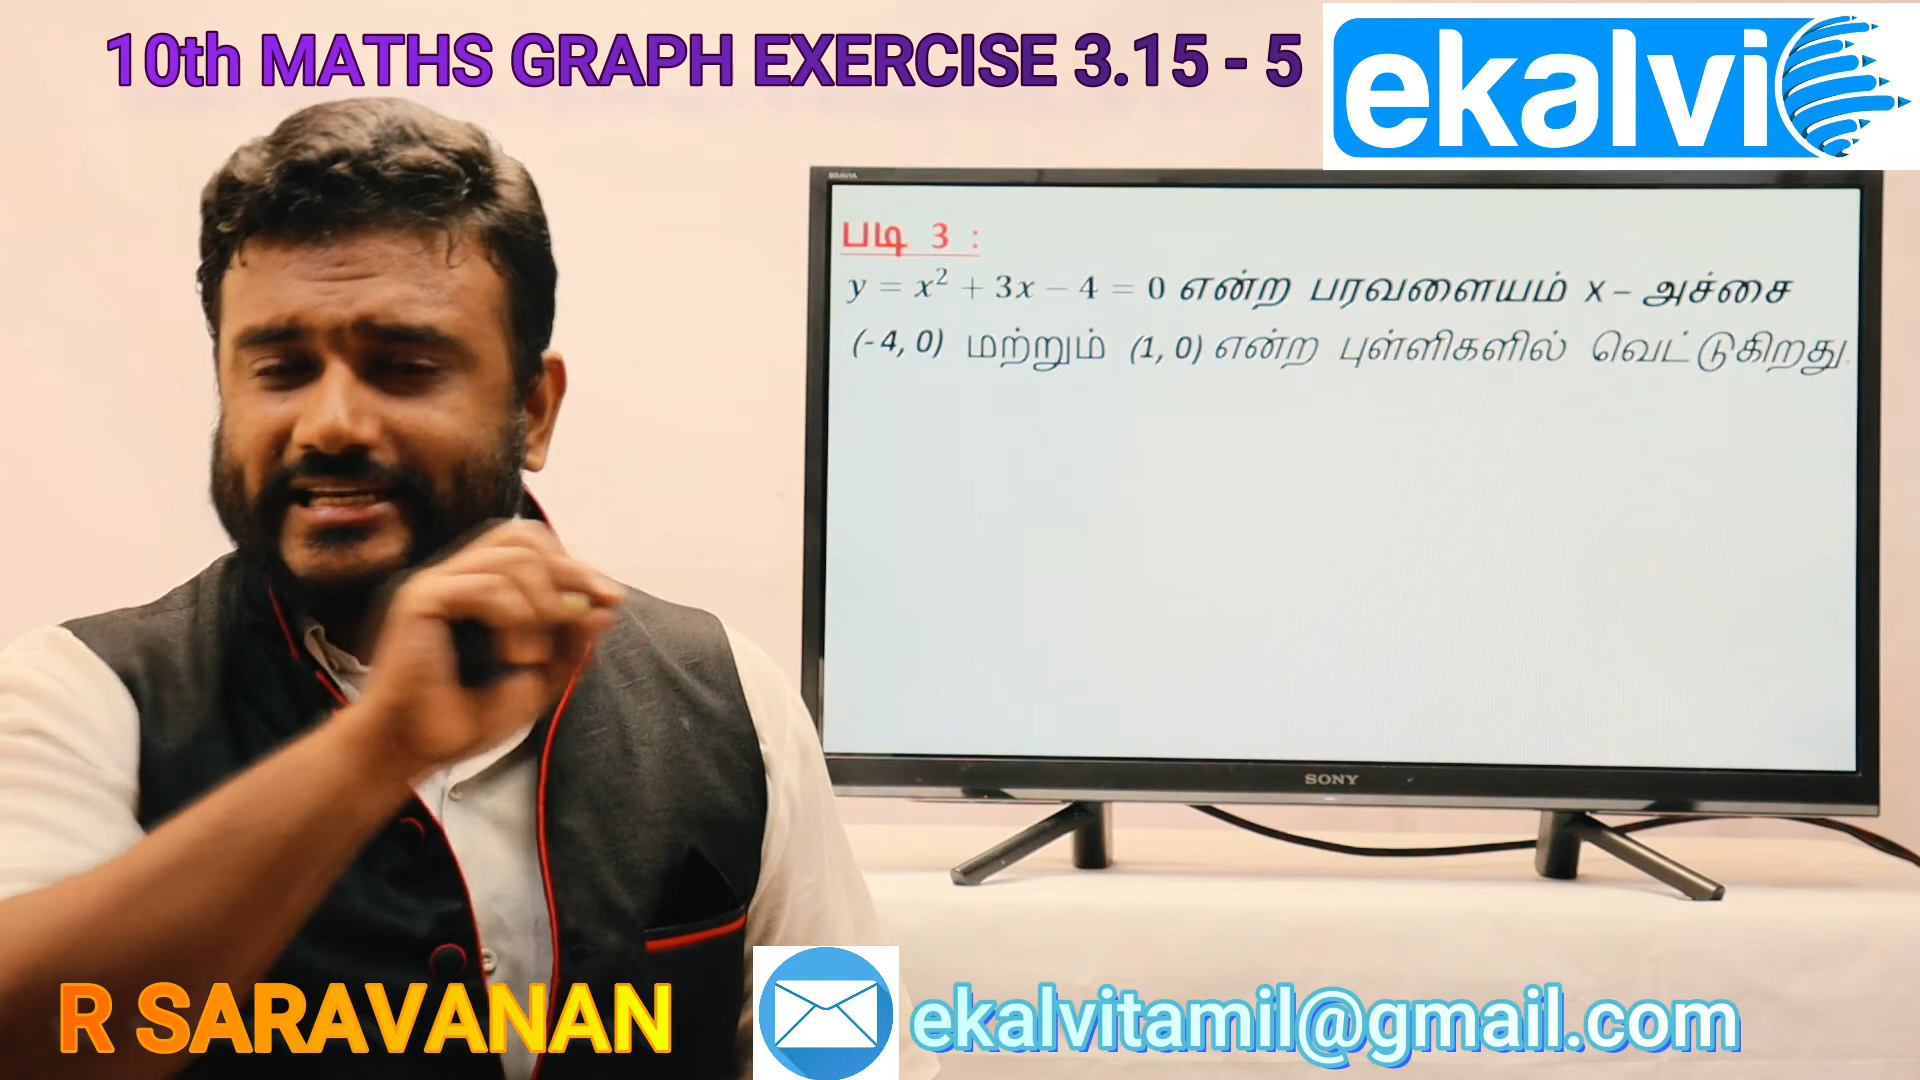 10th MATHS GRAPH EXERCISE 3.15 - 5
ekalvi
BRAVIA
படி 3 :
y = x² + 3x − 4 = 0 என்ற பரவளையம் x – அச்சை
(-4, 0) மற்றும் (1, 0) என்ற புள்ளிகளில் வெட்டுகிறது.
SONY
R SARAVANAN
ekalvitamil@gmail.com